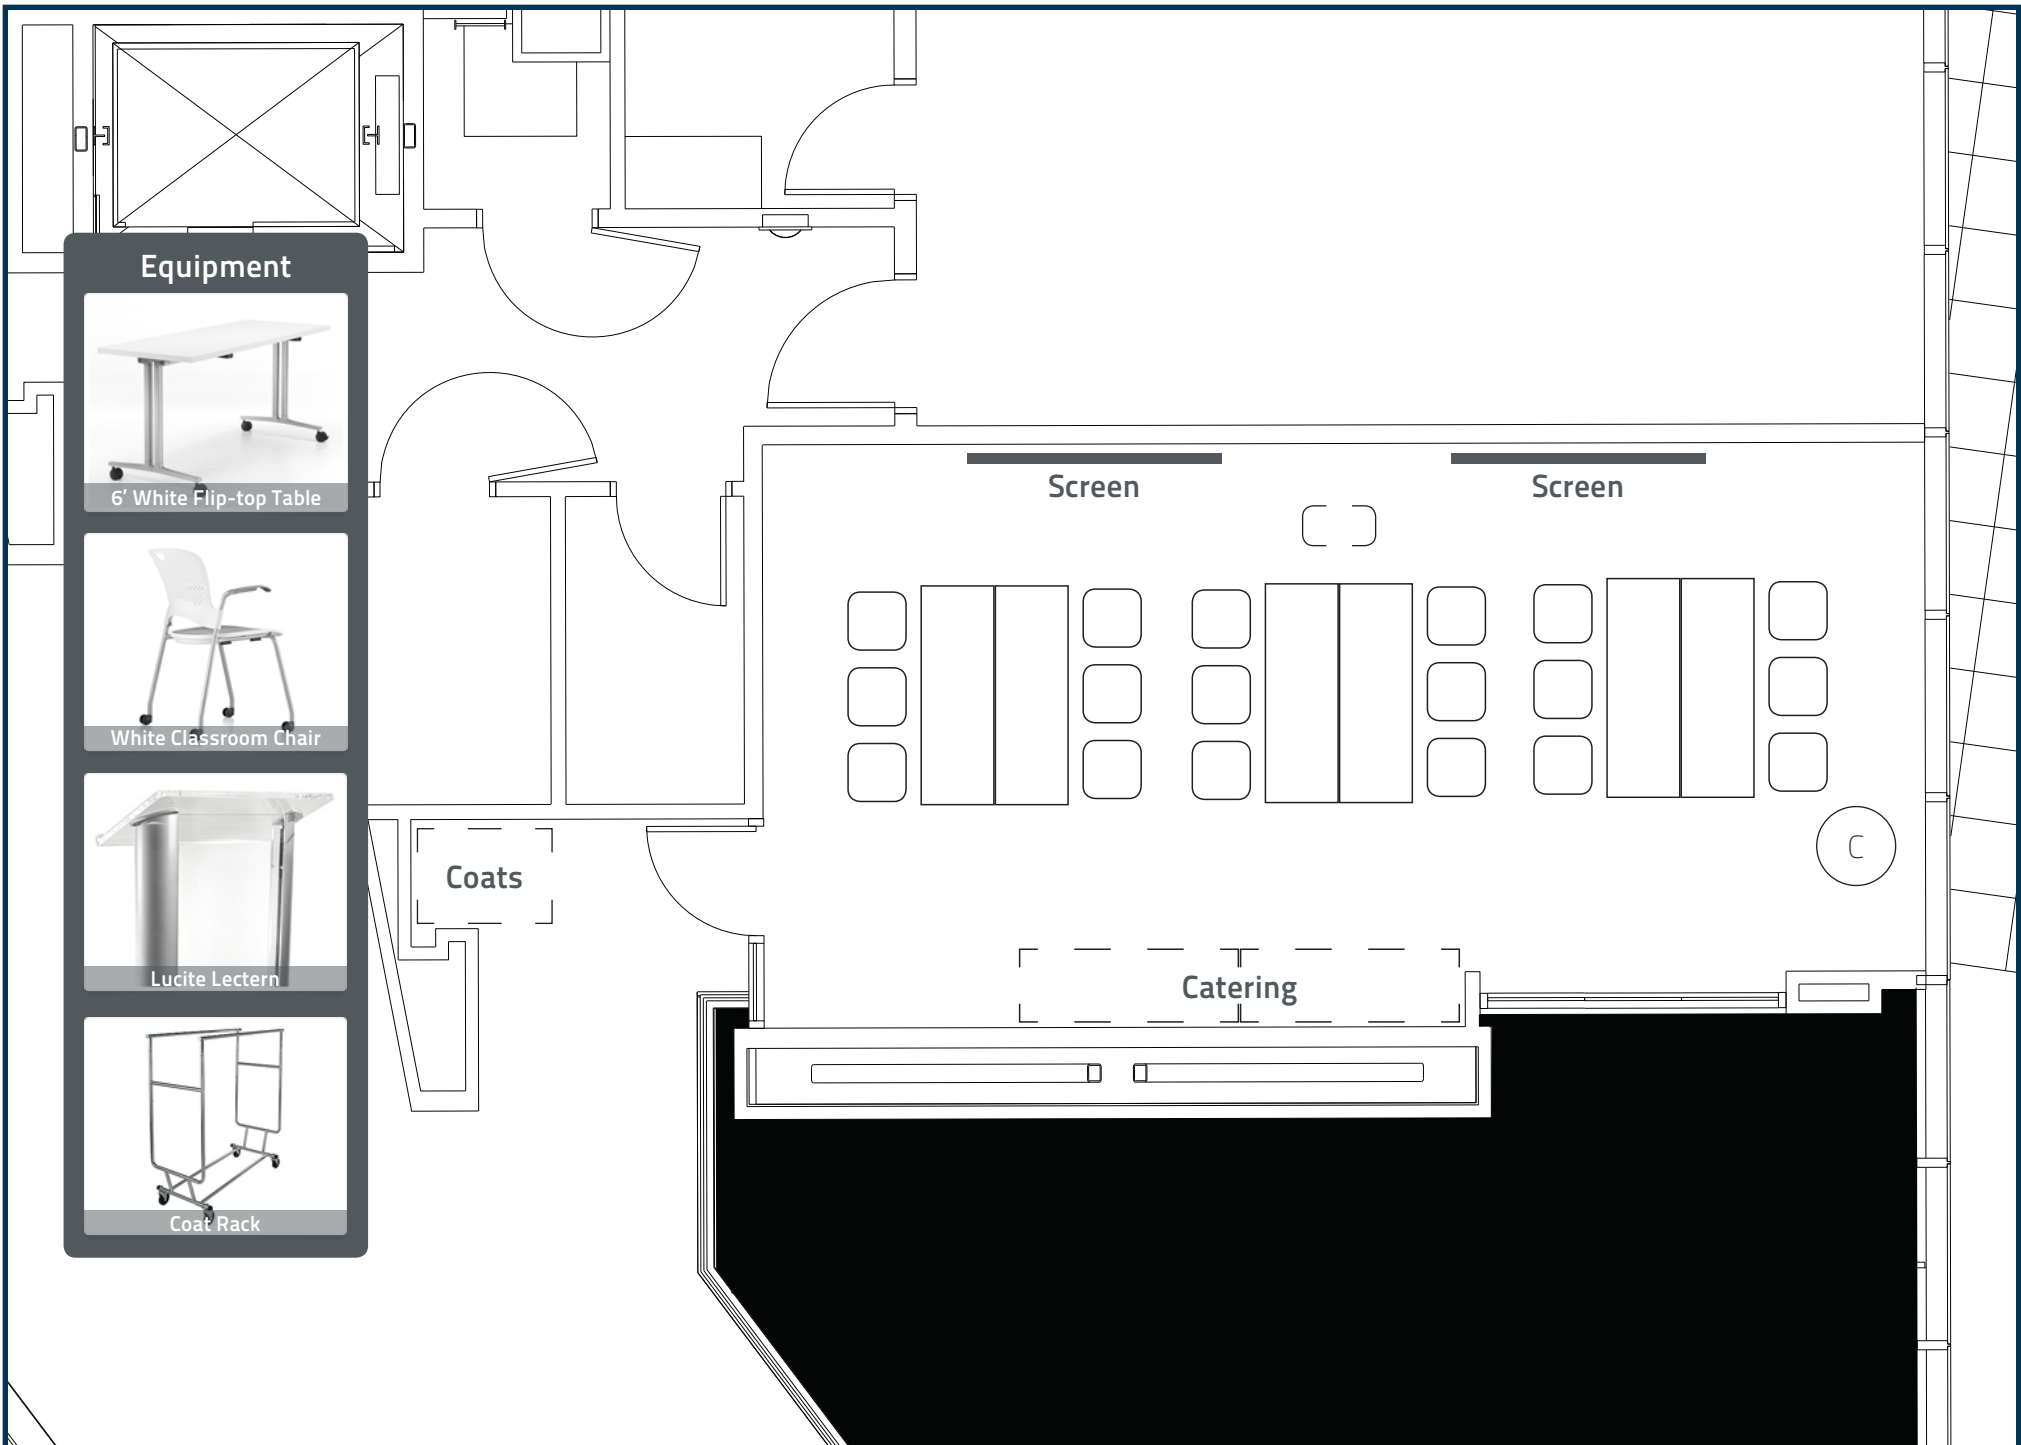 Equipment
6' White Flip-top Table
White Classroom Chair
Lucite Lectern
Coat Rack
Screen
Screen
C
Coats
Catering